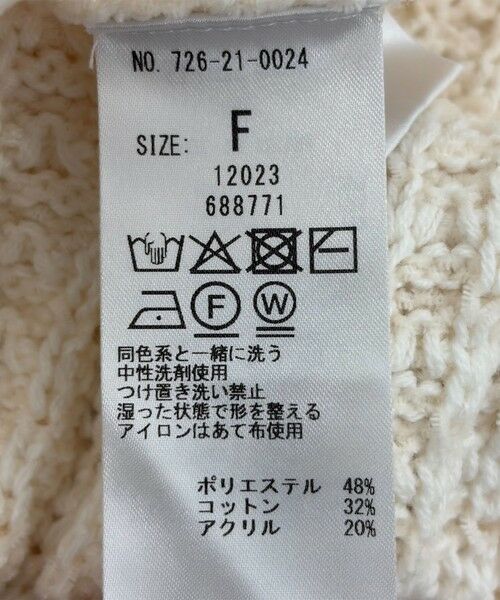 NO. 726-21-0024
SIZE: F
12023
688771
F W
同色系と一緒に洗う
中性洗剤使用
つけ置き洗い禁止
湿った状態で形を整える
アイロンはあて布使用
ポリエステル 48%
コットン 32%
アクリル 20%